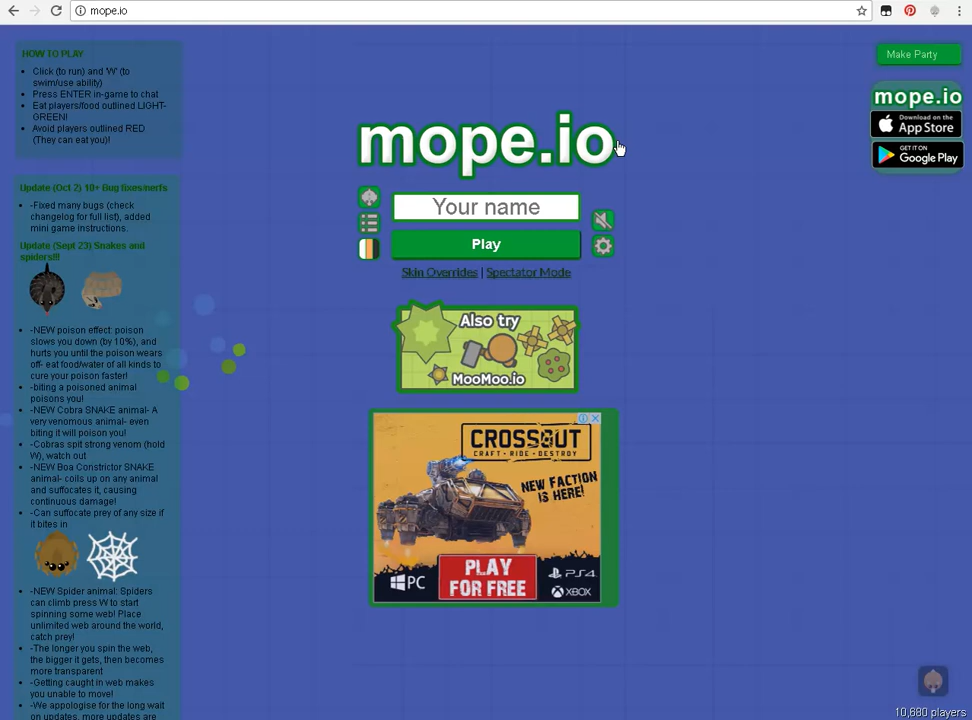 mope.io
HOW TO PLAY
Click (to run) and 'W' (to
swim/use ability)
Press ENTER in-game to chat
Eat players/food outlined LIGHT-
GREEN!
Avoid players outlined RED
(They can eat you)!
Update (Oct 2) 10+ Bug fixes/nerfs
-Fixed many bugs (check
changelog for full list), added
mini game instructions.
Update (Sept 23) Snakes and
spiders!!!
-NEW poison effect: poison
slows you down (by 10%), and
hurts you until the poison wears
off- eat food/water of all kinds to
cure your poison faster!
-biting a poisoned animal
poisons you!
-NEW Cobra SNAKE animal- A
very venomous animal- even
biting it will poison you!
-Cobras spit strong venom (hold
W), watch out
-NEW Boa Constrictor SNAKE
animal- coils up on any animal
and suffocates it, causing
continuous damage!
-Can suffocate prey of any size if
it bites in
-NEW Spider animal: Spiders
can climb press W to start
spinning some web! Place
unlimited web around the world,
catch prey!
-The longer you spin the web,
the bigger it gets, then becomes
more transparent
-Getting caught in web makes
you unable to move!
-We appologise for the long wait
on updates, more updates are
mope.io
Your name
Play
Skin Overrides | Spectator Mode
Also try
MooMoo.io
CROSSOUT
CRAFT • RIDE • DESTROY
NEW FACTION
IS HERE!
PLAY
FOR FREE
PC
PS4
XBOX
Make Party
mope.io
Download on the
App Store
GET IT ON
Google Play
10,680 players